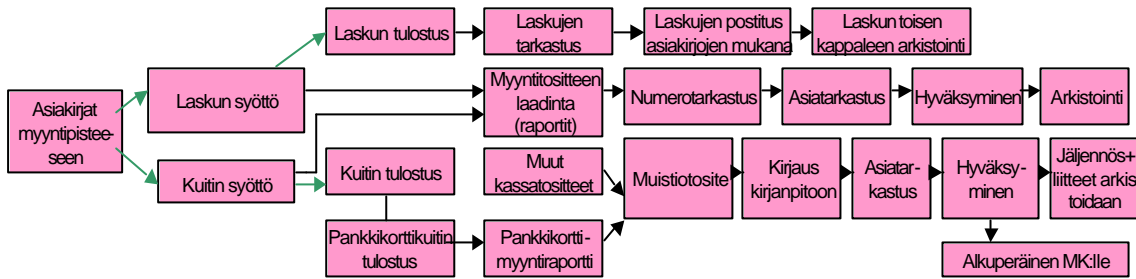 Laskun tulostus
Laskujen
tarkastus
Laskujen postitus
asiakirjojen mukana
Laskun toisen
kappaleen arkistointi
Asiakirjat
myyntipistee-
seen
Laskun syöttö
Myyntitositteen
laadinta
(raportit)
Numerotarkastus
Asiatarkastus
Hyväksyminen
Arkistointi
Kuitin syöttö
Kuitin tulostus
Muut
kassatositteet
Muistiotosite
Kirjaus
kirjanpitoon
Asiatar-
kastus
Hyväksy-
minen
Jäljennös+
liitteet arkis
toidaan
Pankkikorttikuitin
tulostus
Pankkikortti-
myyntiraportti
Alkuperäinen MK:lle